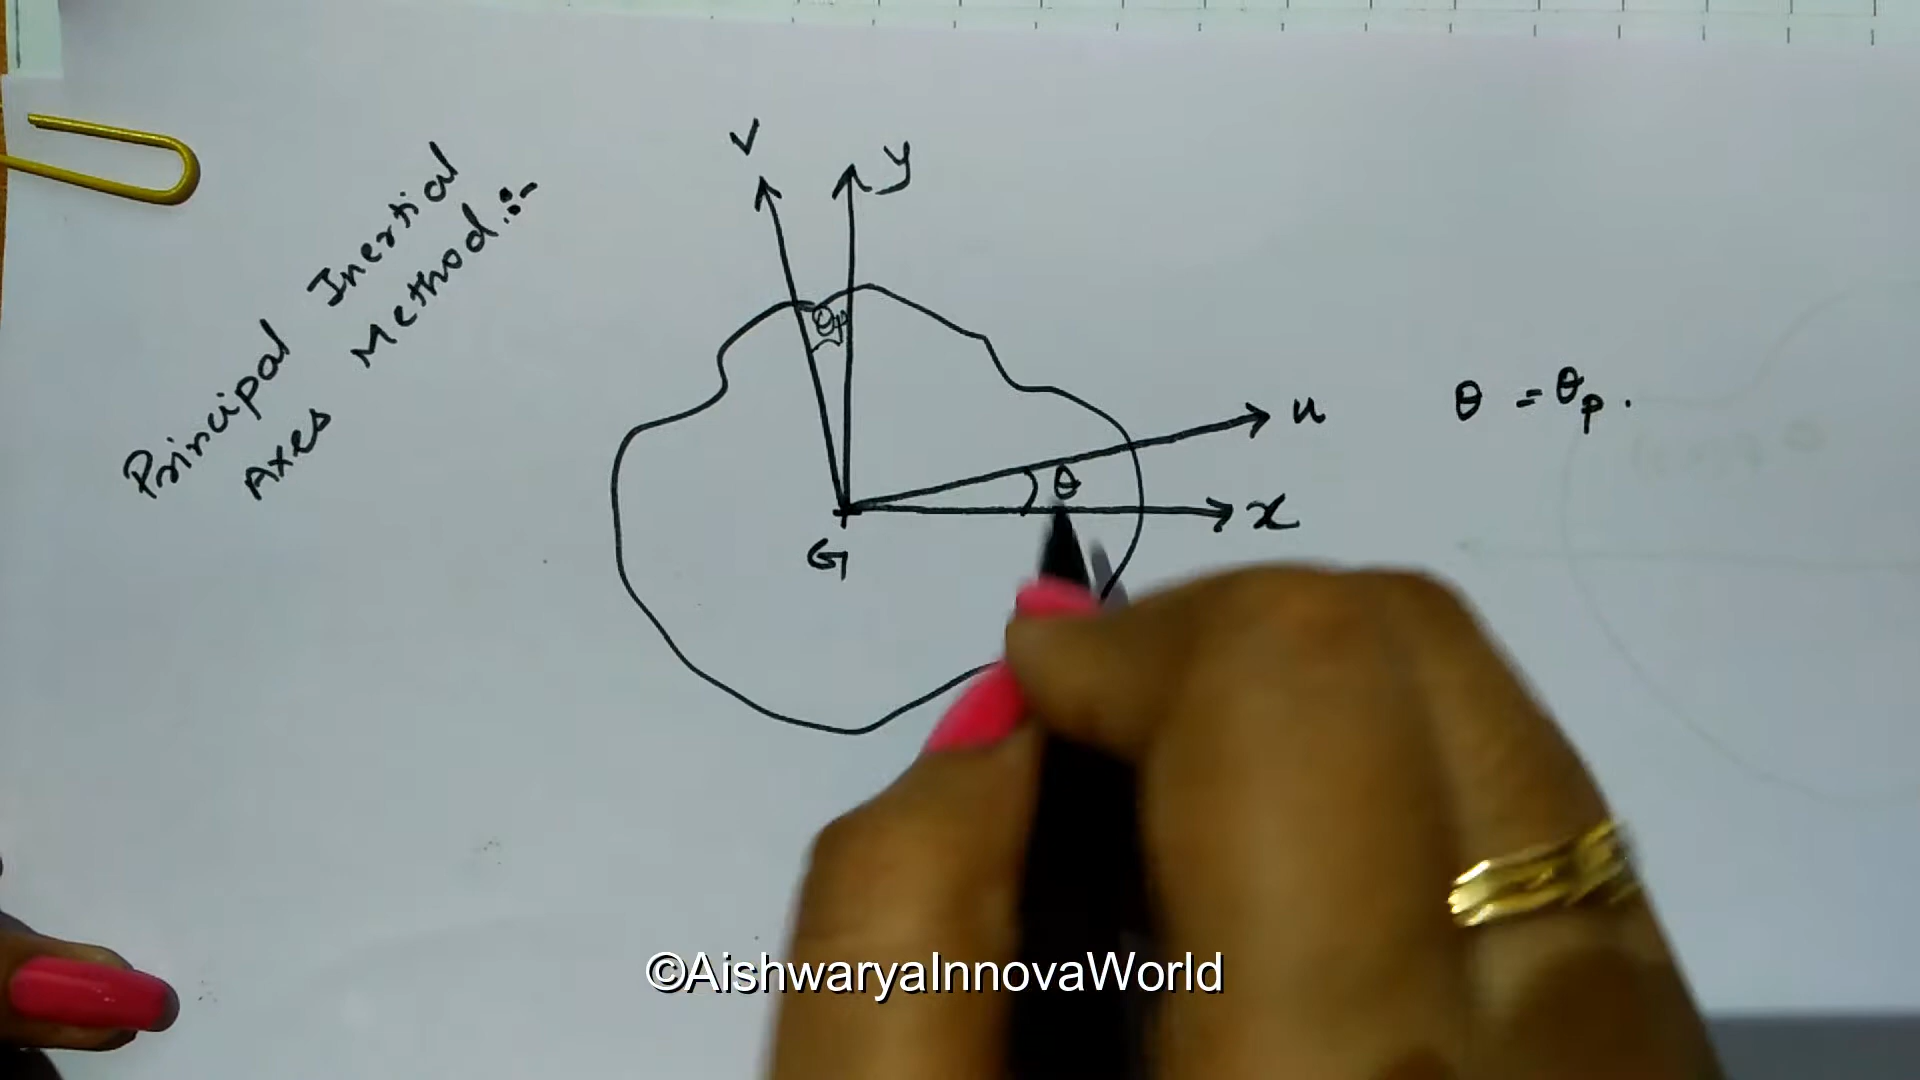 Principal Inertial
Axes Method :-
V
y
θp
u
θ = θp .
θ
x
G
©AishwaryaInnovaWorld